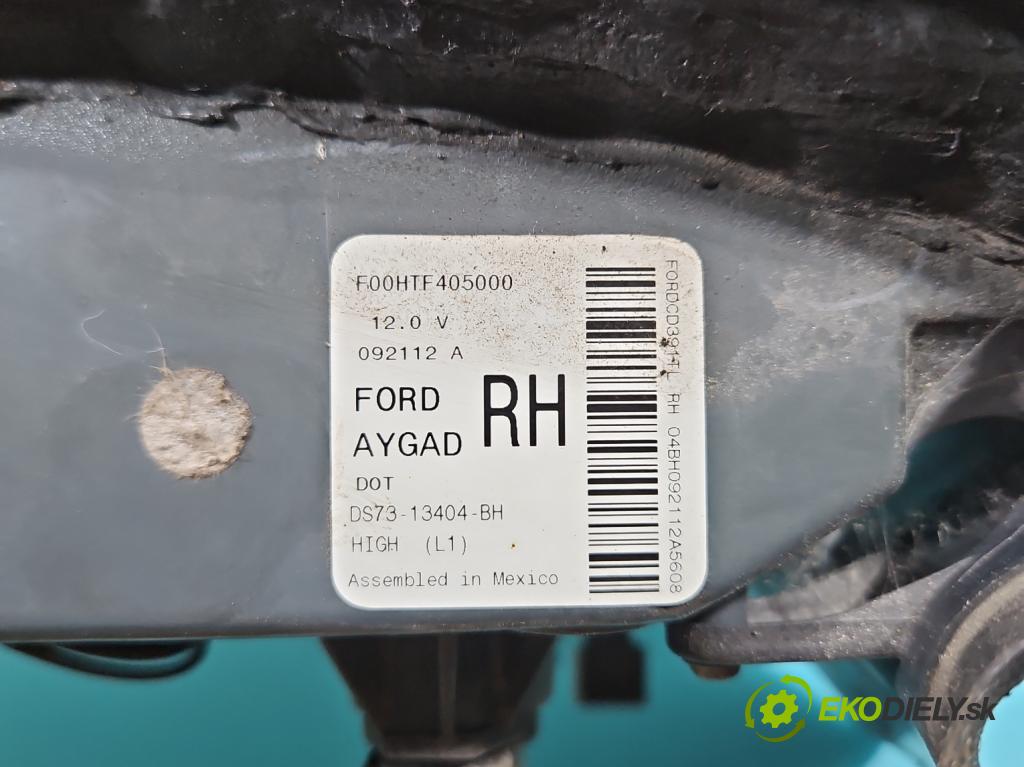 F00HTF405000
12.0 V
092112 A
FORD
RH
AYGAD
DOT
DS73-13404-BH
HIGH (L1)
Assembled in Mexico
FORDCD391TL RH 04BH092112A5608
EKODIELY.sk